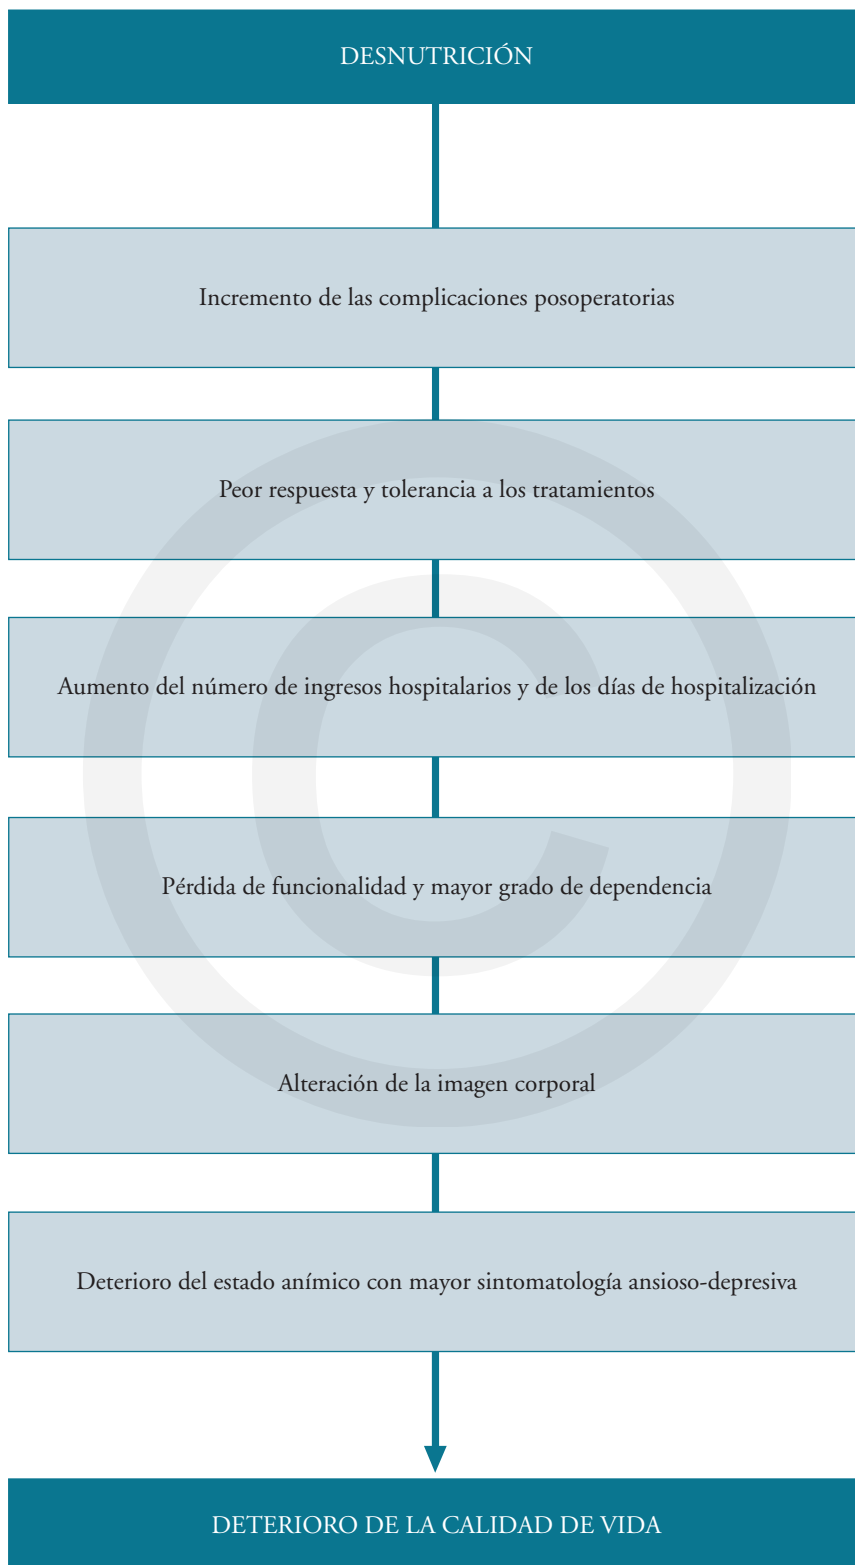 DESNUTRICIÓN
Incremento de las complicaciones posoperatorias
Peor respuesta y tolerancia a los tratamientos
Aumento del número de ingresos hospitalarios y de los días de hospitalización
Pérdida de funcionalidad y mayor grado de dependencia
Alteración de la imagen corporal
Deterioro del estado anímico con mayor sintomatología ansioso-depresiva
DETERIORO DE LA CALIDAD DE VIDA